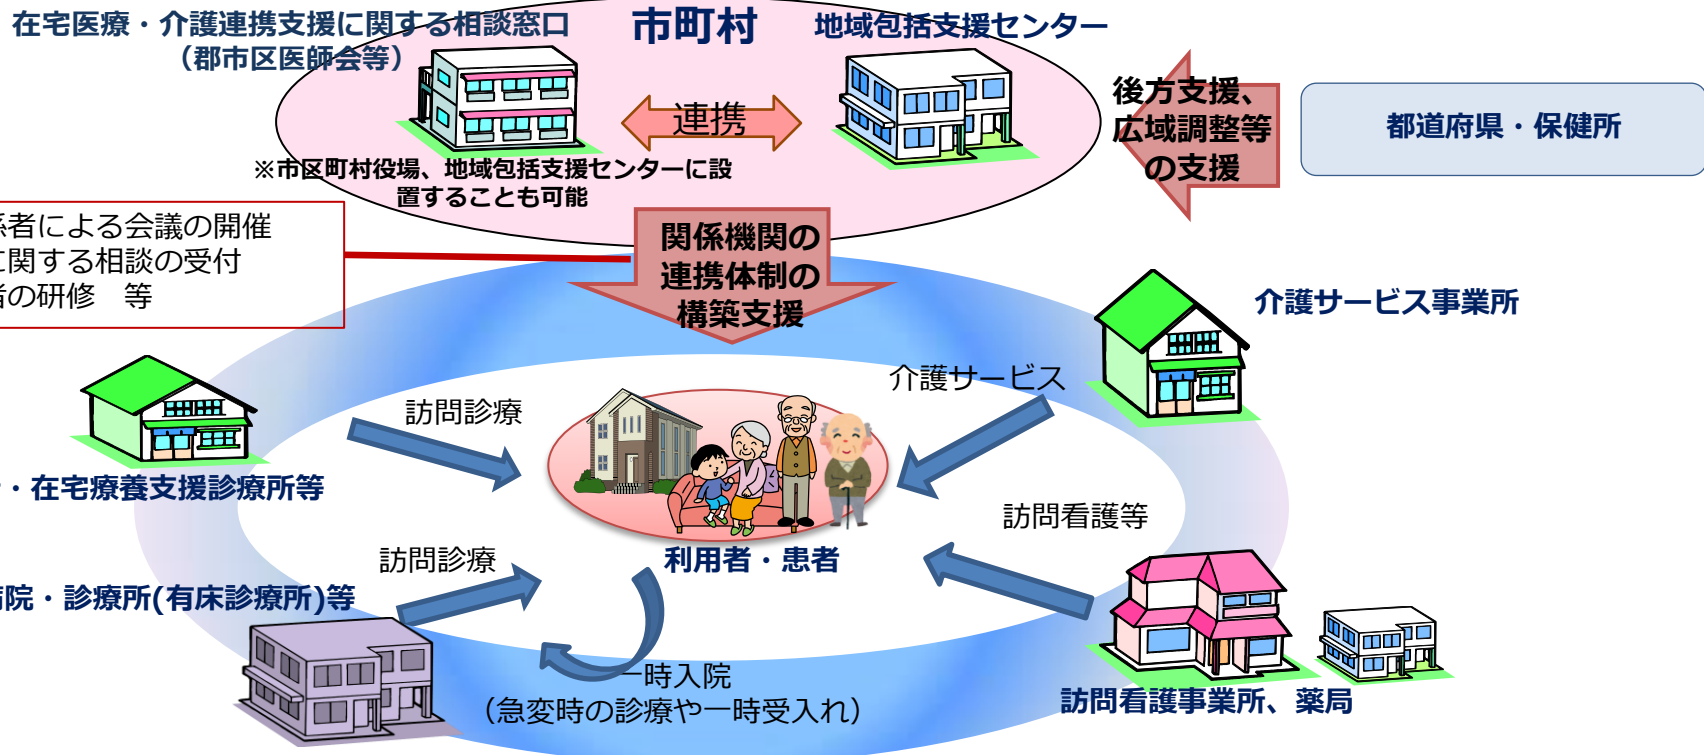 在宅医療・介護連携支援に関する相談窓口
（郡市区医師会等）
市町村
地域包括支援センター
連携
※市区町村役場、地域包括支援センターに設
置することも可能
後方支援、
広域調整等
の支援
都道府県・保健所
係者による会議の開催
に関する相談の受付
者の研修　等
関係機関の
連携体制の
構築支援
介護サービス事業所
介護サービス
訪問診療
・在宅療養支援診療所等
訪問看護等
利用者・患者
訪問診療
病院・診療所(有床診療所)等
一時入院
（急変時の診療や一時受入れ）
訪問看護事業所、薬局